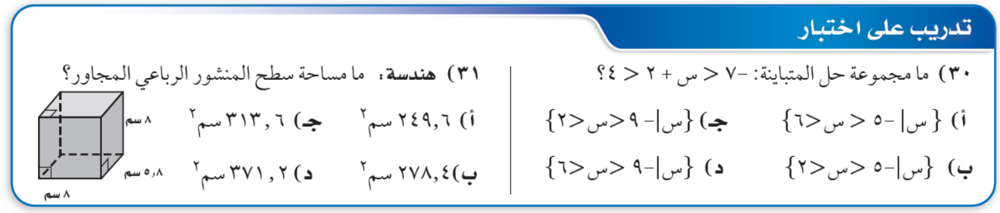 تدريب على اختبار
٣٠) ما مجموعة حل المتباينة: -٧ < س + ٢ < ٤؟
أ) {س|-٥ < س < ٦}
جـ) {س|-٩ < س < ٢}
ب) {س|-٥ < س < ٢}
د) {س|-٩ < س < ٦}
٣١) هندسة: ما مساحة سطح المنشور الرباعي المجاور؟
أ) ٢٤٩,٦ سم٢
جـ) ٣١٣,٦ سم٢
ب) ٢٧٨,٤ سم٢
د) ٣٧١,٢ سم٢
٨ سم
٥,٨ سم
٨ سم